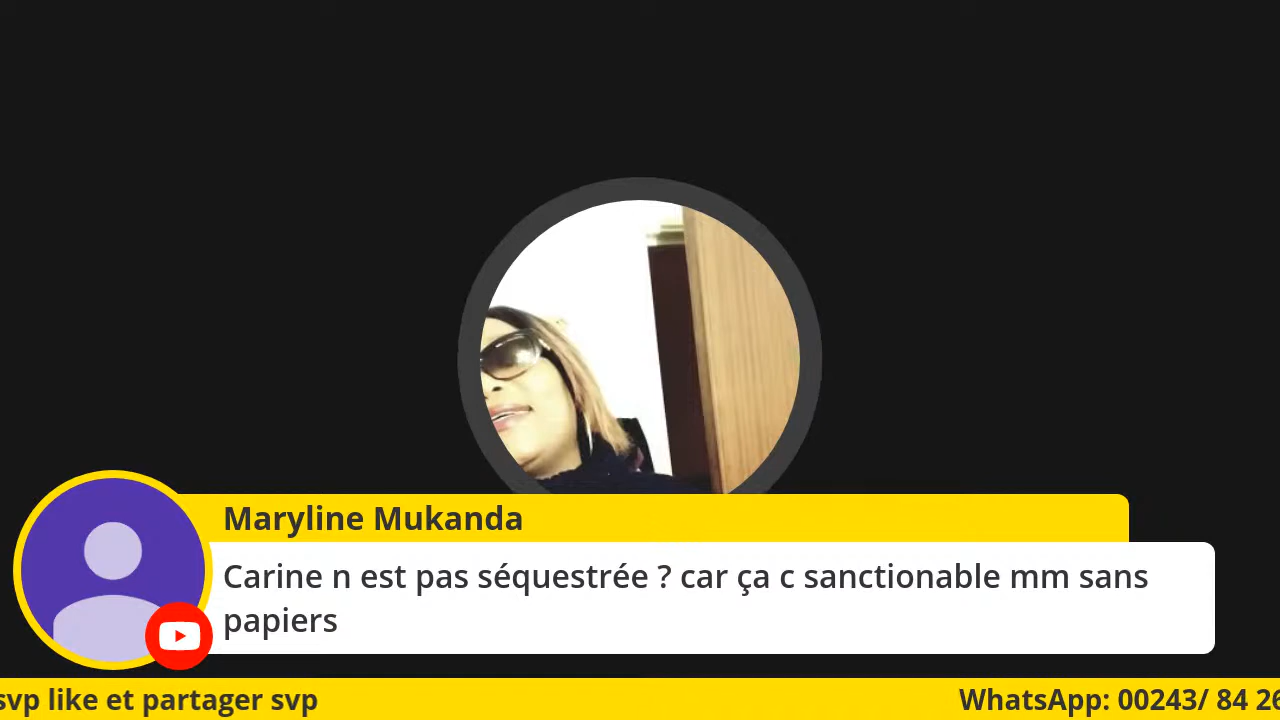 Maryline Mukanda
Carine n est pas séquestrée ? car ça c sanctionable mm sans
papiers
svp like et partager svp WhatsApp: 00243/ 84 26